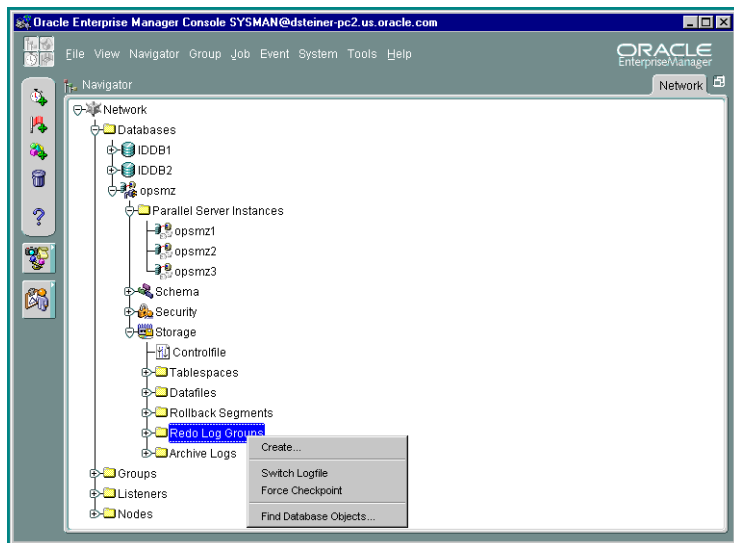 Oracle Enterprise Manager Console SYSMAN@dsteiner-pc2.us.oracle.com
File View Navigator Group Job Event System Tools Help
ORACLE
EnterpriseManager
Navigator
Network
Network
Databases
IDDB1
IDDB2
opsmz
Parallel Server Instances
opsmz1
opsmz2
opsmz3
Schema
Security
Storage
Controlfile
Tablespaces
Datafiles
Rollback Segments
Redo Log Groups
Create...
Archive Logs
Switch Logfile
Groups
Force Checkpoint
Listeners
Nodes
Find Database Objects...